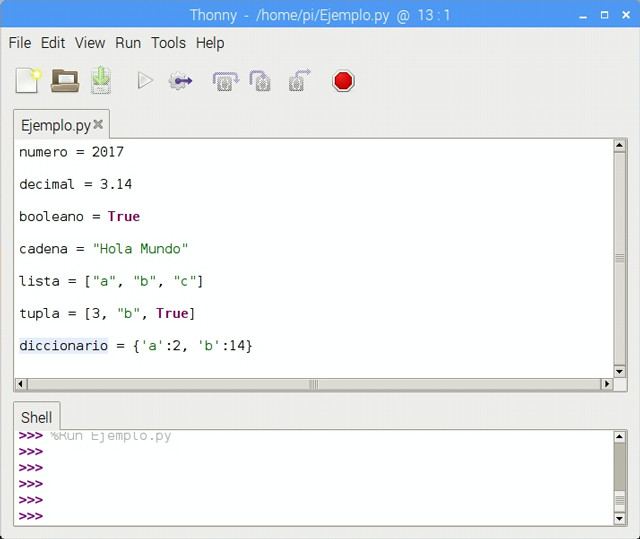 Thonny - /home/pi/Ejemplo.py @ 13 : 1
File Edit View Run Tools Help
Ejemplo.py
numero = 2017
decimal = 3.14
booleano = True
cadena = "Hola Mundo"
lista = ["a", "b", "c"]
tupla = [3, "b", True]
diccionario = {'a':2, 'b':14}
Shell
>>> %Run Ejemplo.py
>>>
>>>
>>>
>>>
>>>